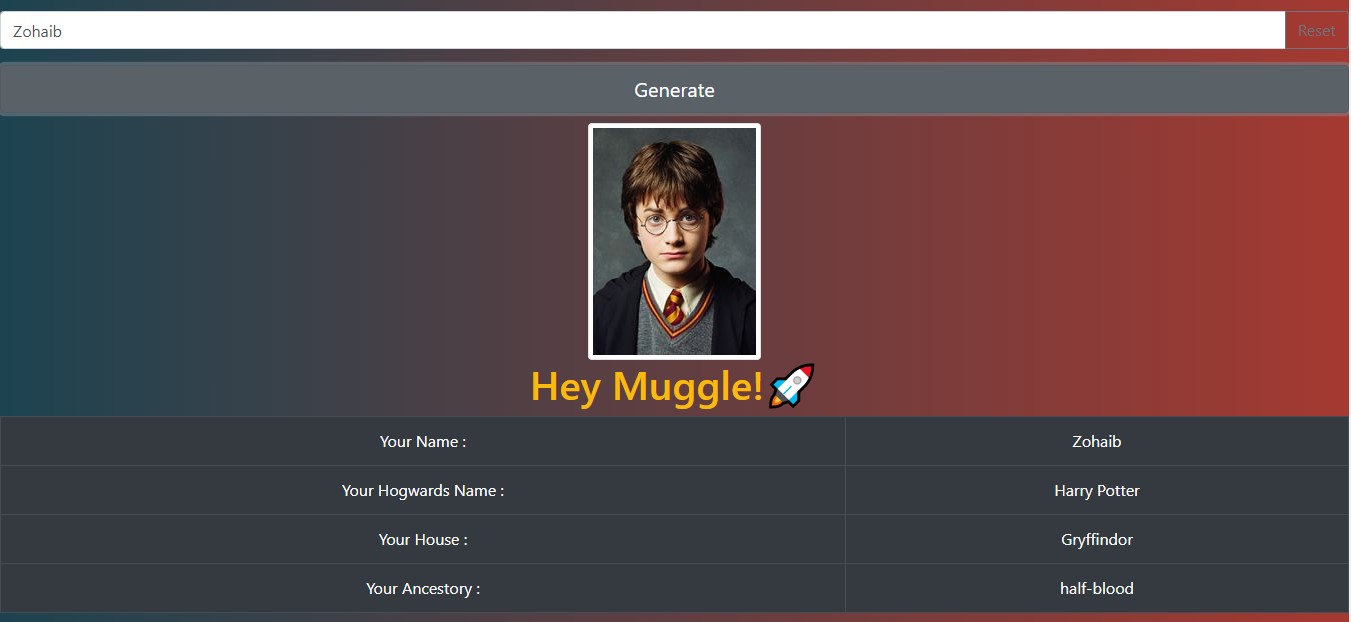 Zohaib Reset
Generate
Hey Muggle!🚀
Your Name : Zohaib
Your Hogwards Name : Harry Potter
Your House : Gryffindor
Your Ancestory : half-blood